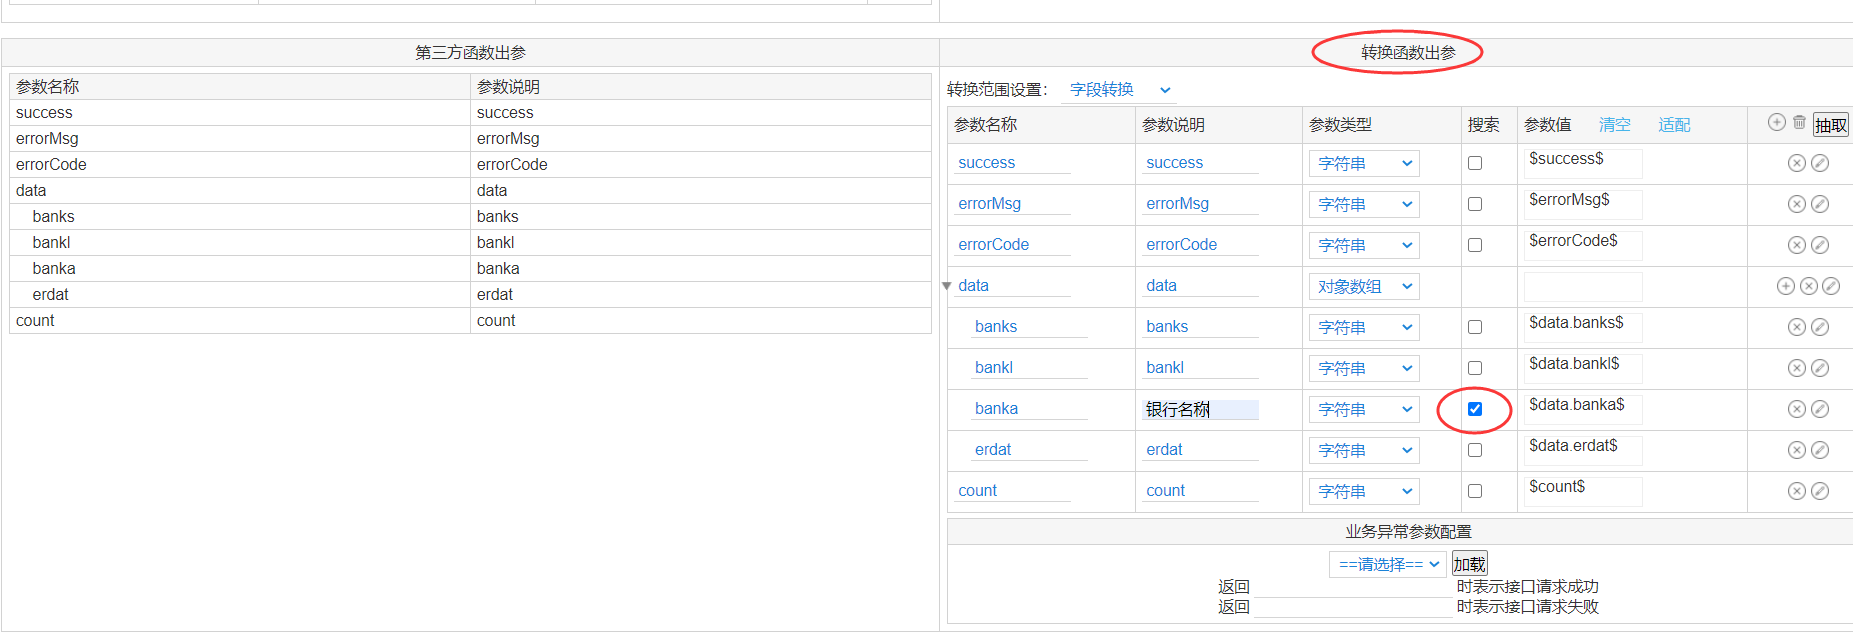 第三方函数出参
参数名称 参数说明
success success
errorMsg errorMsg
errorCode errorCode
data data
banks banks
bankl bankl
banka banka
erdat erdat
count count
转换函数出参
转换范围设置： 字段转换
参数名称 参数说明 参数类型 搜索 参数值 清空 适配 抽取
success success 字符串 $success$
errorMsg errorMsg 字符串 $errorMsg$
errorCode errorCode 字符串 $errorCode$
data data 对象数组
banks banks 字符串 $data.banks$
bankl bankl 字符串 $data.bankl$
banka 银行名称 字符串 $data.banka$
erdat erdat 字符串 $data.erdat$
count count 字符串 $count$
业务异常参数配置
==请选择== 加载
返回 时表示接口请求成功
返回 时表示接口请求失败